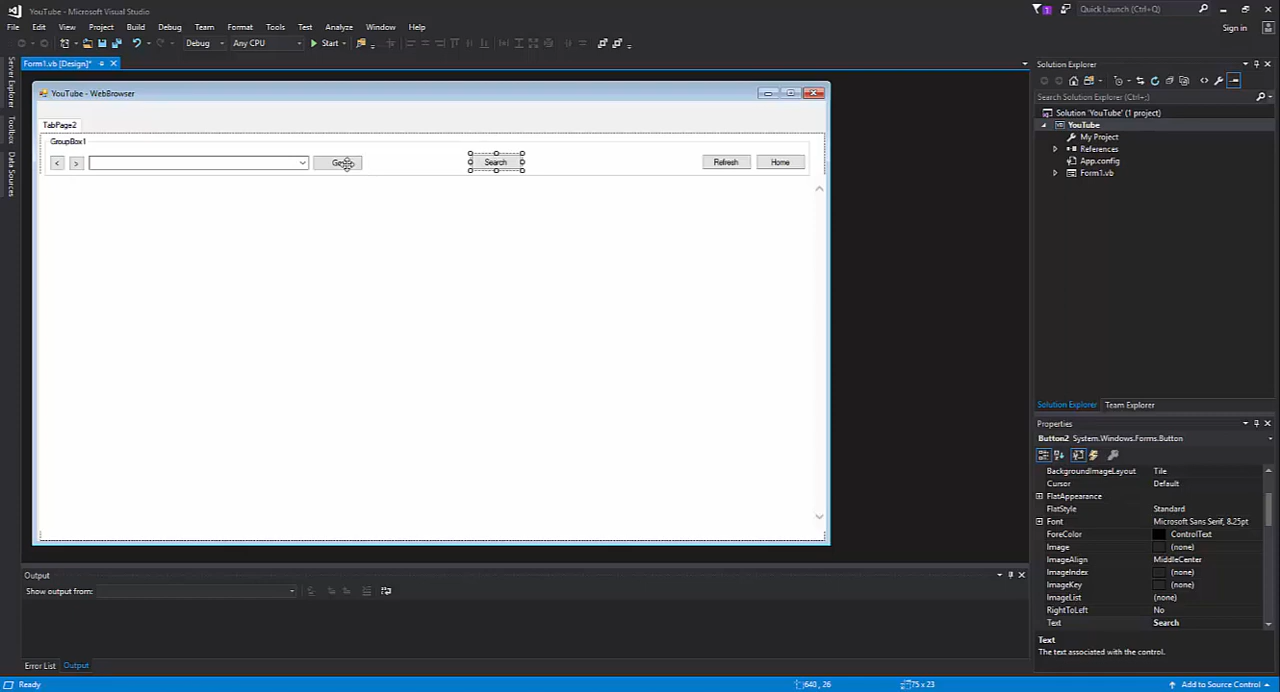 YouTube - Microsoft Visual Studio
1
Quick Launch (Ctrl+Q)
File Edit View Project Build Debug Team Format Tools Test Analyze Window Help
Sign in
Debug Any CPU Start
Server Explorer
Toolbox
Data Sources
Form1.vb [Design]*
YouTube - WebBrowser
TabPage2
GroupBox1
< > Search Refresh Home
Output
Show output from:
Error List Output
Solution Explorer
Search Solution Explorer (Ctrl+;)
Solution 'YouTube' (1 project)
YouTube
My Project
References
App.config
Form1.vb
Solution Explorer Team Explorer
Properties
Button2 System.Windows.Forms.Button
BackgroundImageLayout Tile
Cursor Default
FlatAppearance
FlatStyle Standard
Font Microsoft Sans Serif, 8.25pt
ForeColor ControlText
Image (none)
ImageAlign MiddleCenter
ImageIndex (none)
ImageKey (none)
ImageList (none)
RightToLeft No
Text Search
Text
The text associated with the control.
Ready 640 , 26 75 x 23 Add to Source Control